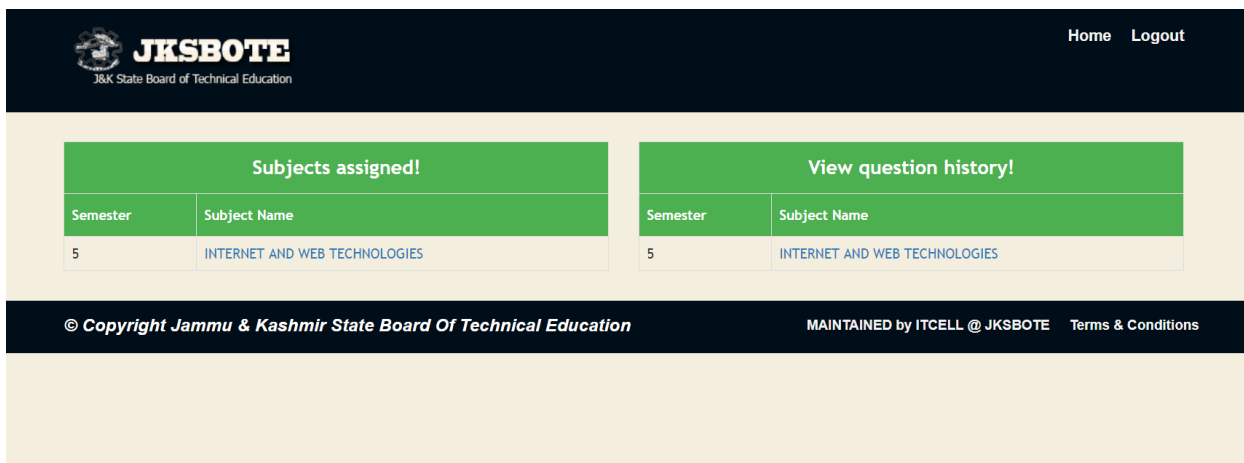 JKSBOTE
J&K State Board of Technical Education
Home Logout
Subjects assigned!
Semester Subject Name
5 INTERNET AND WEB TECHNOLOGIES
View question history!
Semester Subject Name
5 INTERNET AND WEB TECHNOLOGIES
© Copyright Jammu & Kashmir State Board Of Technical Education
MAINTAINED by ITCELL @ JKSBOTE Terms & Conditions